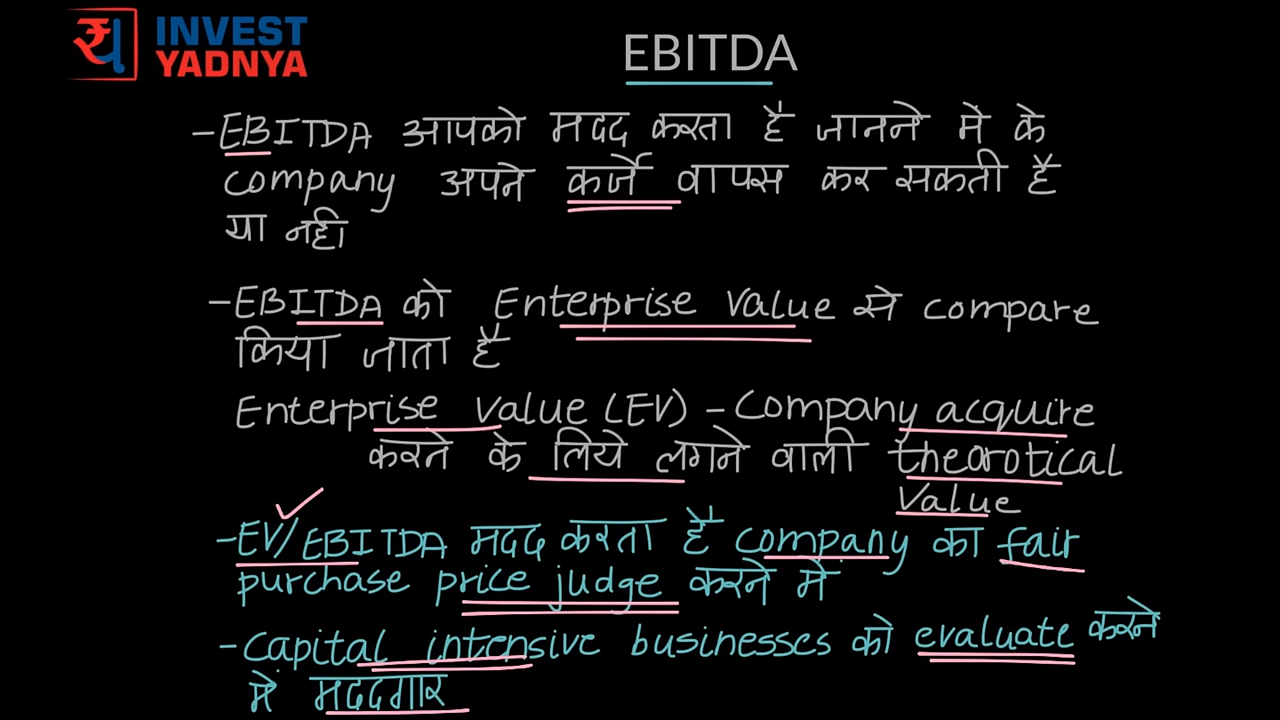 INVEST
YADNYA
EBITDA
-EBITDA आपको मदद करता है जानने मे के
company अपने कर्जे वापस कर सकती है
या नही
-EBITDA को Enterprise Value से compare
किया जाता है
Enterprise Value (EV) - Company acquire
करने के लिये लगने वाली theorotical
Value
-EV/EBITDA मदद करता है company का fair
purchase price judge करने मे
-Capital intensive businesses को evaluate करने
मे मददगार